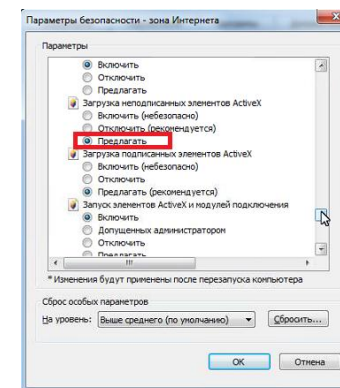 Параметры безопасности - зона Интернета
Параметры
Включить
Отключить
Предлагать
Загрузка неподписанных элементов ActiveX
Включить (небезопасно)
Отключить (рекомендуется)
Предлагать
Загрузка подписанных элементов ActiveX
Включить (небезопасно)
Отключить
Предлагать (рекомендуется)
Запуск элементов ActiveX и модулей подключения
Включить
Допущенных администратором
Отключить
Предлагать
* Изменения будут применены после перезапуска компьютера
Сброс особых параметров
На уровень: Выше среднего (по умолчанию) Сбросить...
OK Отмена